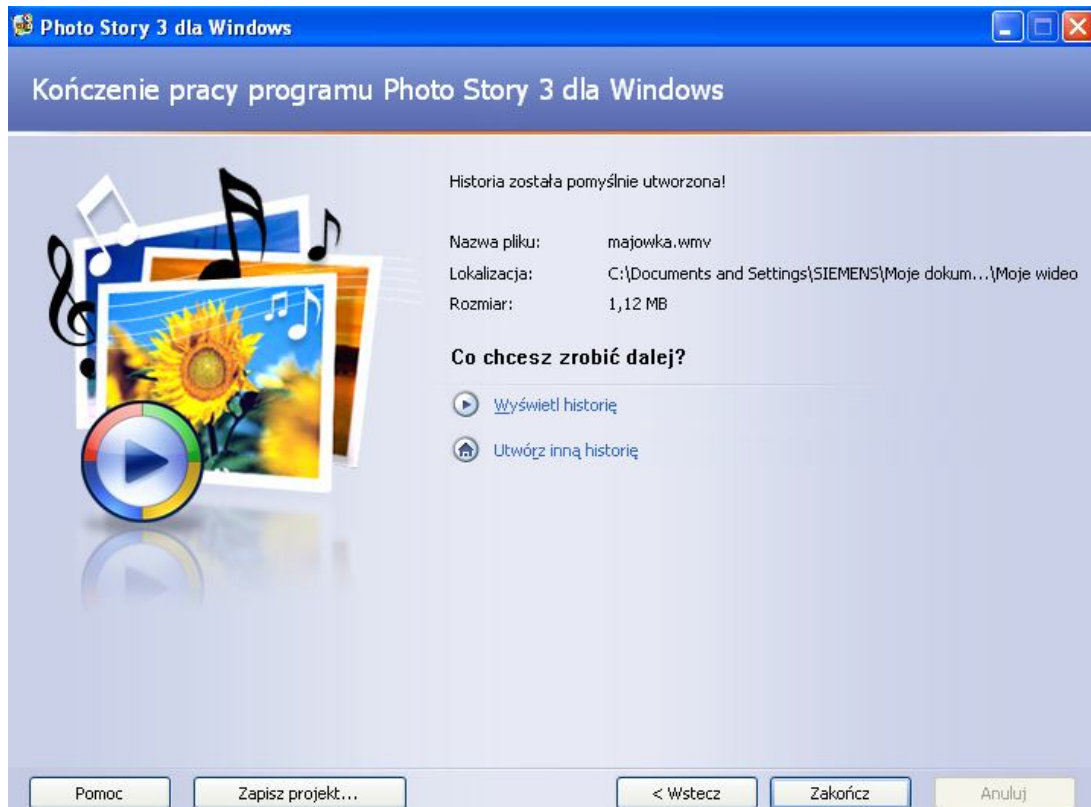 Photo Story 3 dla Windows
Kończenie pracy programu Photo Story 3 dla Windows
Historia została pomyślnie utworzona!
Nazwa pliku: majowka.wmv
Lokalizacja: C:\Documents and Settings\SIEMENS\Moje dokum...\Moje wideo
Rozmiar: 1,12 MB
Co chcesz zrobić dalej?
Wyświetl historię
Utwórz inną historię
Pomoc Zapisz projekt... < Wstecz Zakończ Anuluj